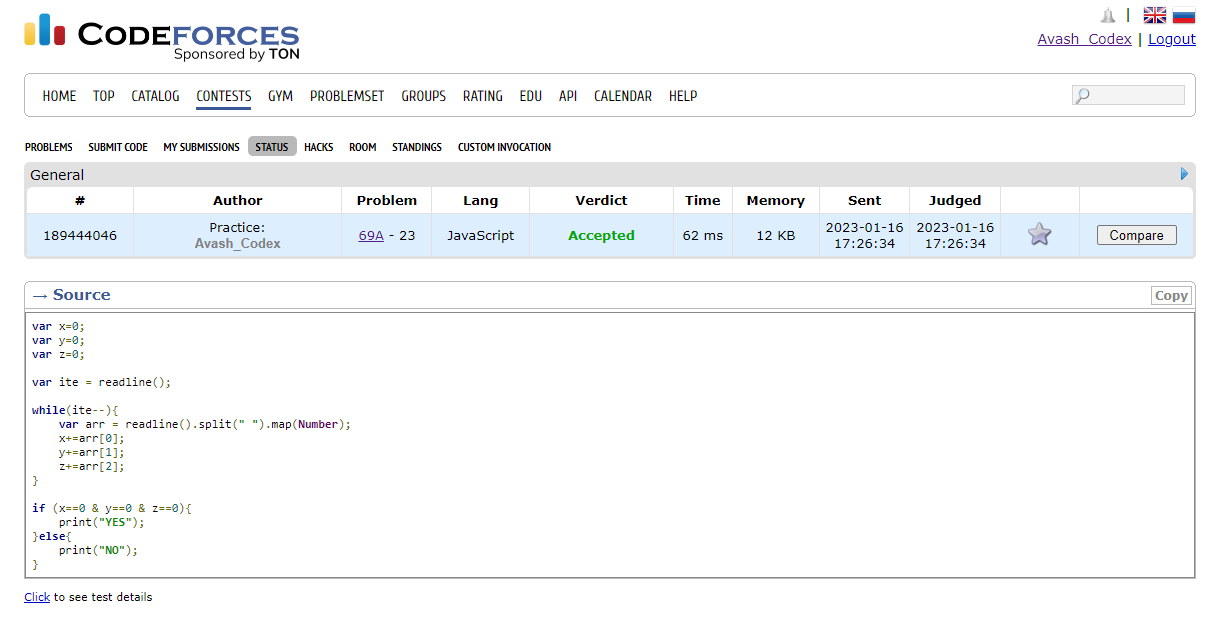 CODEFORCES
Sponsored by TON
Avash_Codex | Logout
HOME TOP CATALOG CONTESTS GYM PROBLEMSET GROUPS RATING EDU API CALENDAR HELP
PROBLEMS SUBMIT CODE MY SUBMISSIONS STATUS HACKS ROOM STANDINGS CUSTOM INVOCATION
General
# Author Problem Lang Verdict Time Memory Sent Judged
189444046 Practice: Avash_Codex 69A - 23 JavaScript Accepted 62 ms 12 KB 2023-01-16 17:26:34 2023-01-16 17:26:34 Compare
→ Source Copy
var x=0;
var y=0;
var z=0;
var ite = readline();
while(ite--){
    var arr = readline().split(" ").map(Number);
    x+=arr[0];
    y+=arr[1];
    z+=arr[2];
}
if (x==0 & y==0 & z==0){
    print("YES");
}else{
    print("NO");
}
Click to see test details